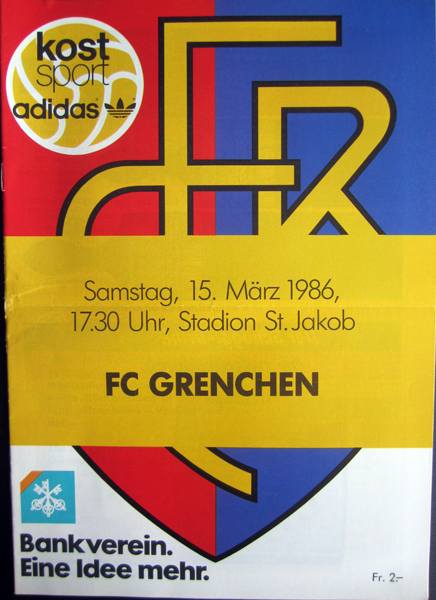 kost
sport
adidas
FCB
Samstag, 15. März 1986,
17.30 Uhr, Stadion St. Jakob
FC GRENCHEN
Bankverein.
Eine Idee mehr.
Fr. 2.–